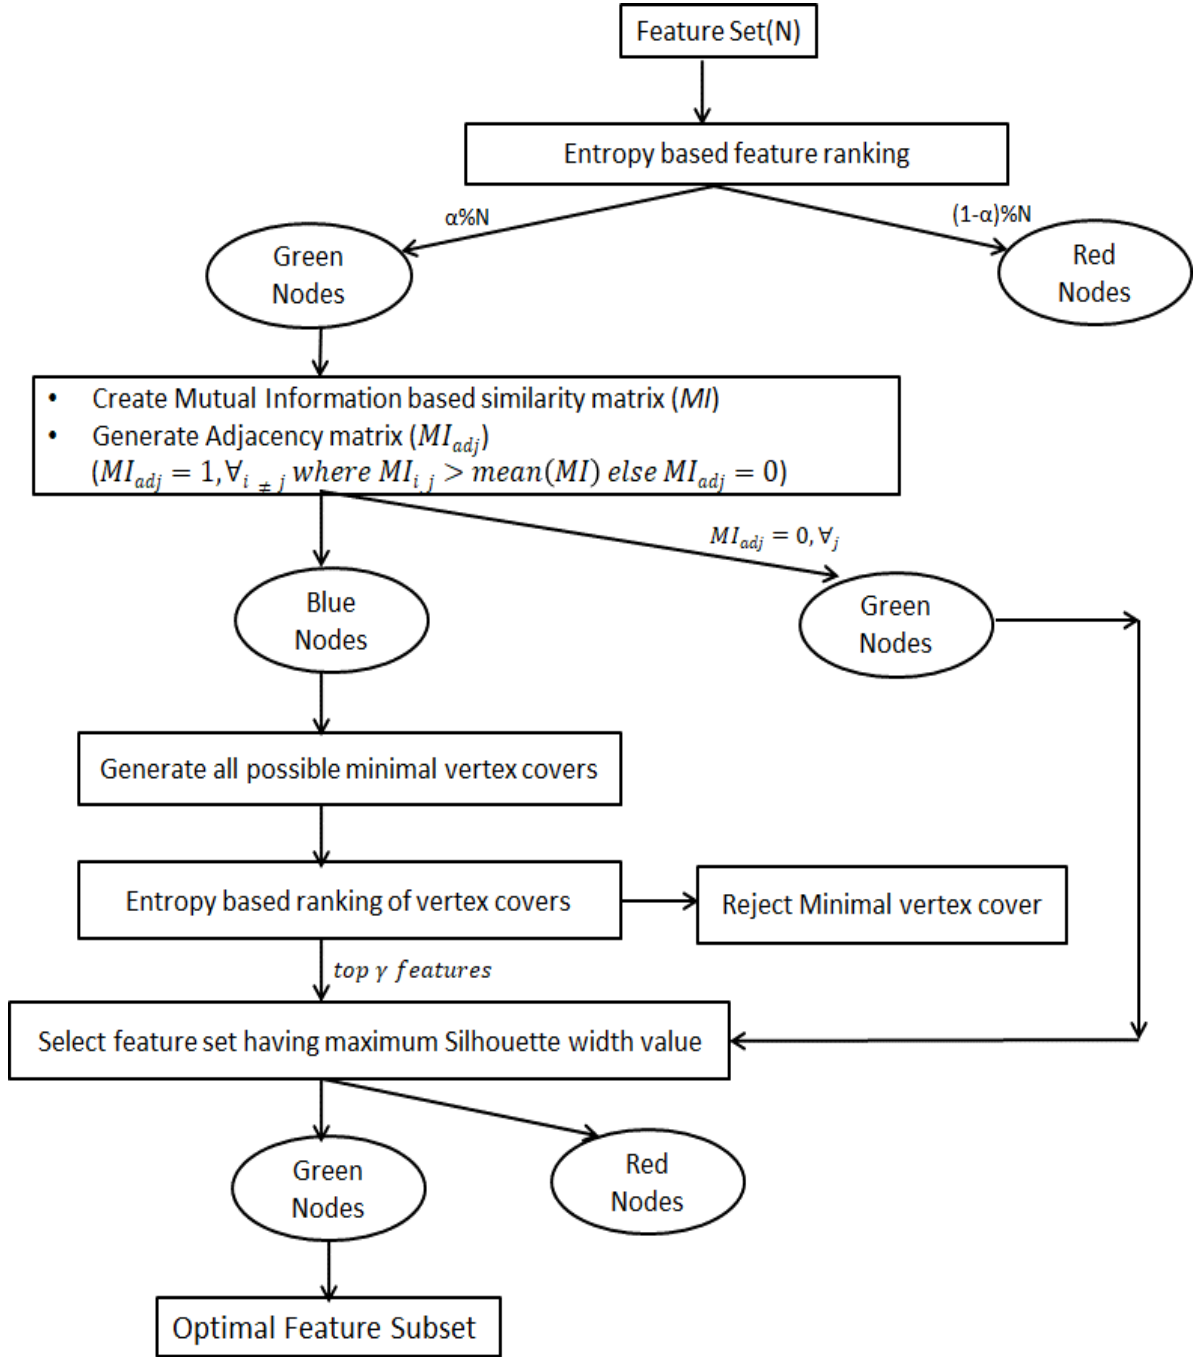 Feature Set(N)
Entropy based feature ranking
α%N
(1-α)%N
Green
Nodes
Red
Nodes
• Create Mutual Information based similarity matrix (MI)
• Generate Adjacency matrix (MI_adj)
(MI_adj = 1, ∀_i ≠ j where MI_i,j > mean(MI) else MI_adj = 0)
MI_adj = 0, ∀_j
Blue
Nodes
Green
Nodes
Generate all possible minimal vertex covers
Entropy based ranking of vertex covers
Reject Minimal vertex cover
top γ features
Select feature set having maximum Silhouette width value
Green
Nodes
Red
Nodes
Optimal Feature Subset